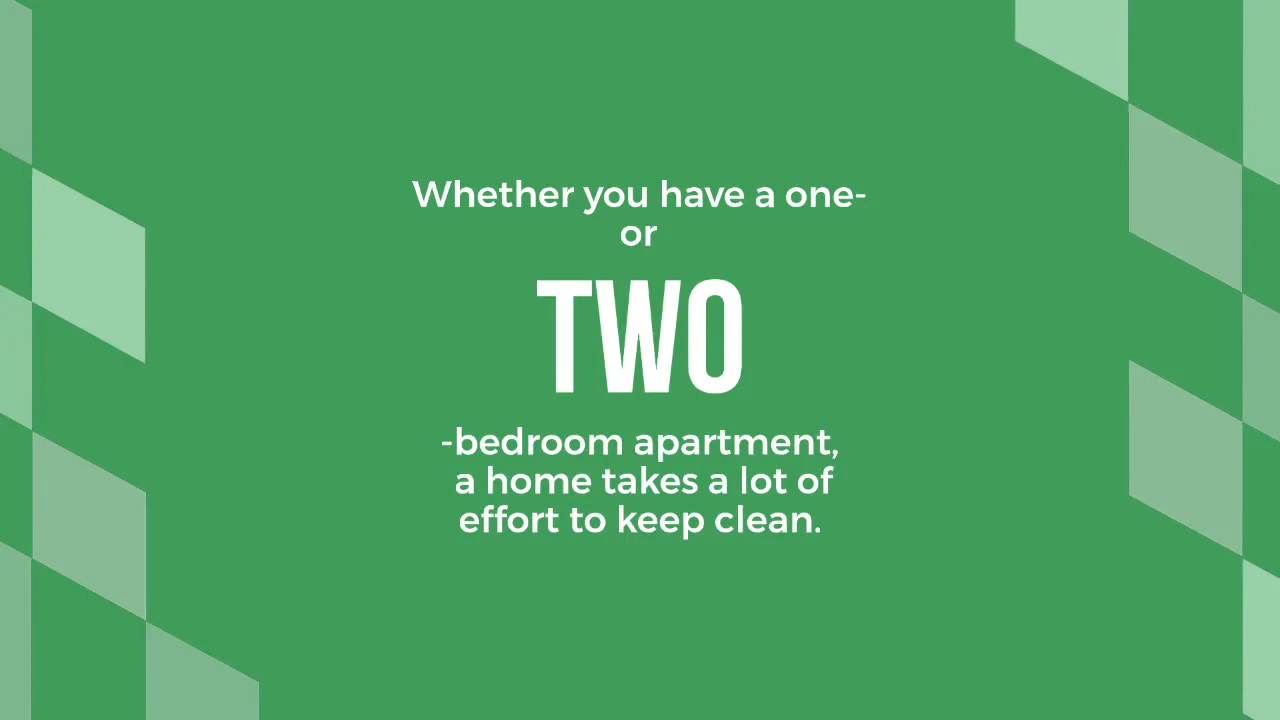 Whether you have a one-
or
TWO
-bedroom apartment,
a home takes a lot of
effort to keep clean.